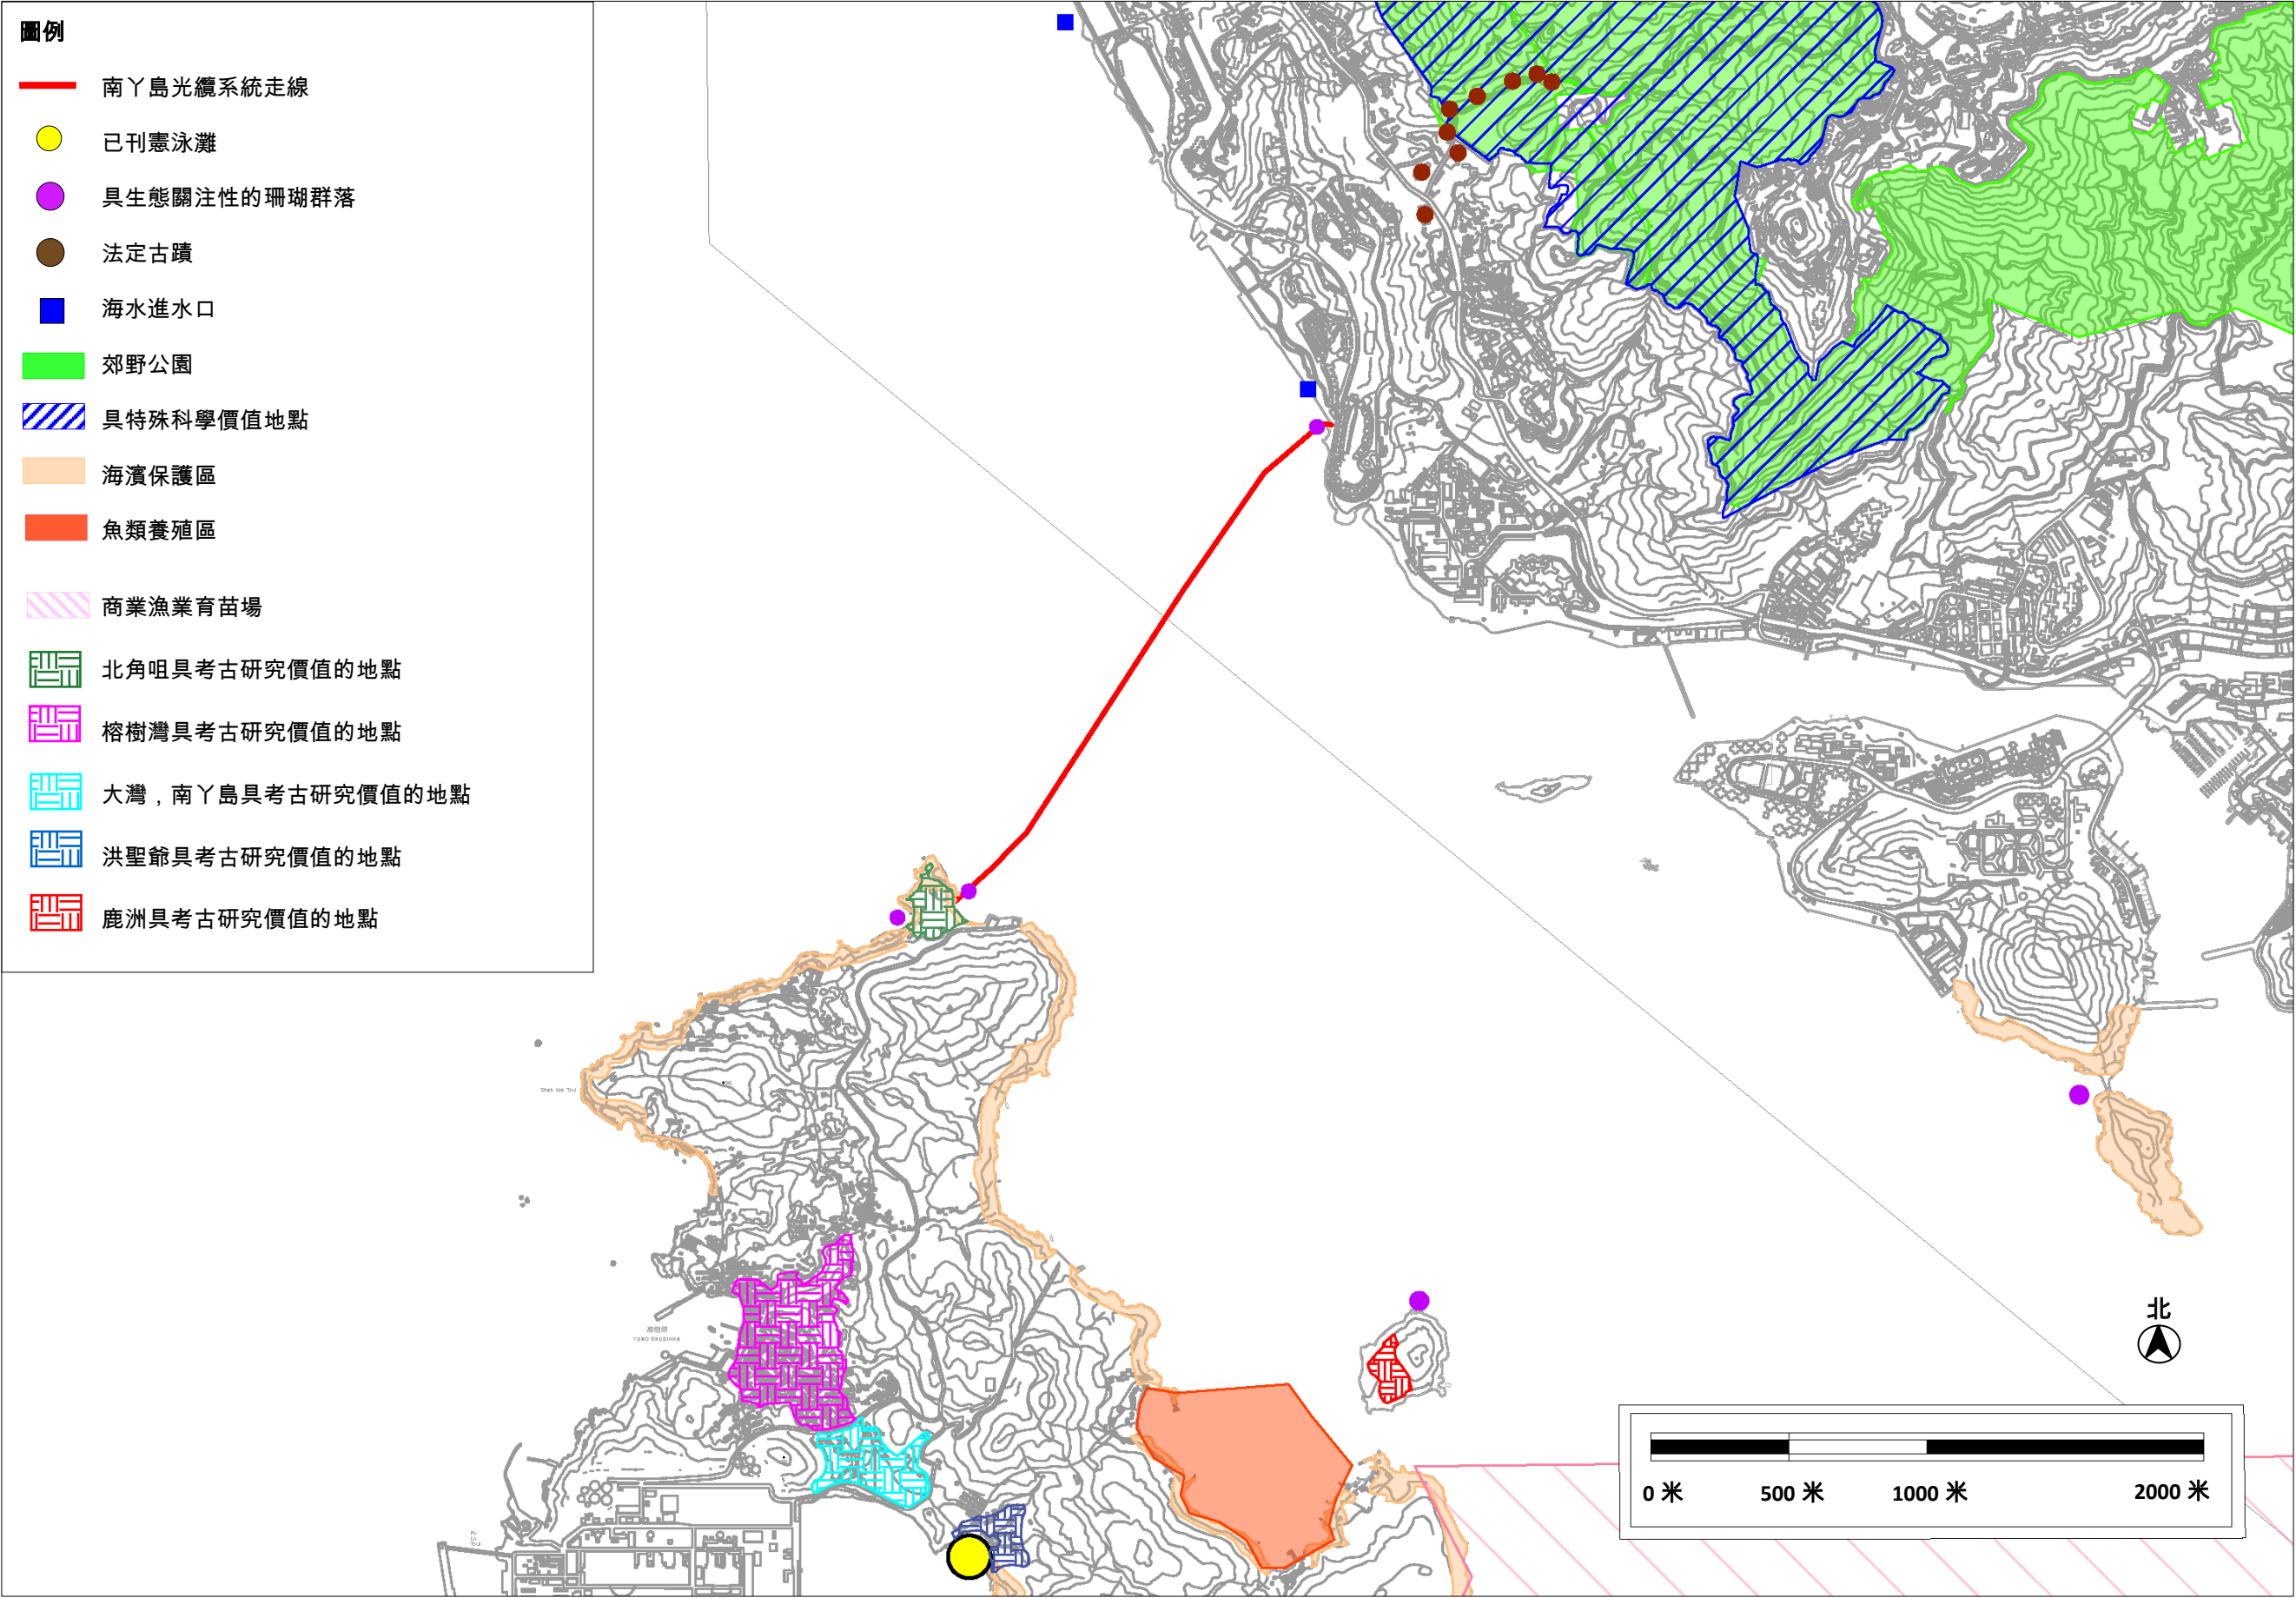 圖例
南丫島光纜系統走線
已刊憲泳灘
具生態關注性的珊瑚群落
法定古蹟
海水進水口
郊野公園
具特殊科學價值地點
海濱保護區
魚類養殖區
商業漁業育苗場
北角咀具考古研究價值的地點
榕樹灣具考古研究價值的地點
大灣，南丫島具考古研究價值的地點
洪聖爺具考古研究價值的地點
鹿洲具考古研究價值的地點
北
0 米 500 米 1000 米 2000 米